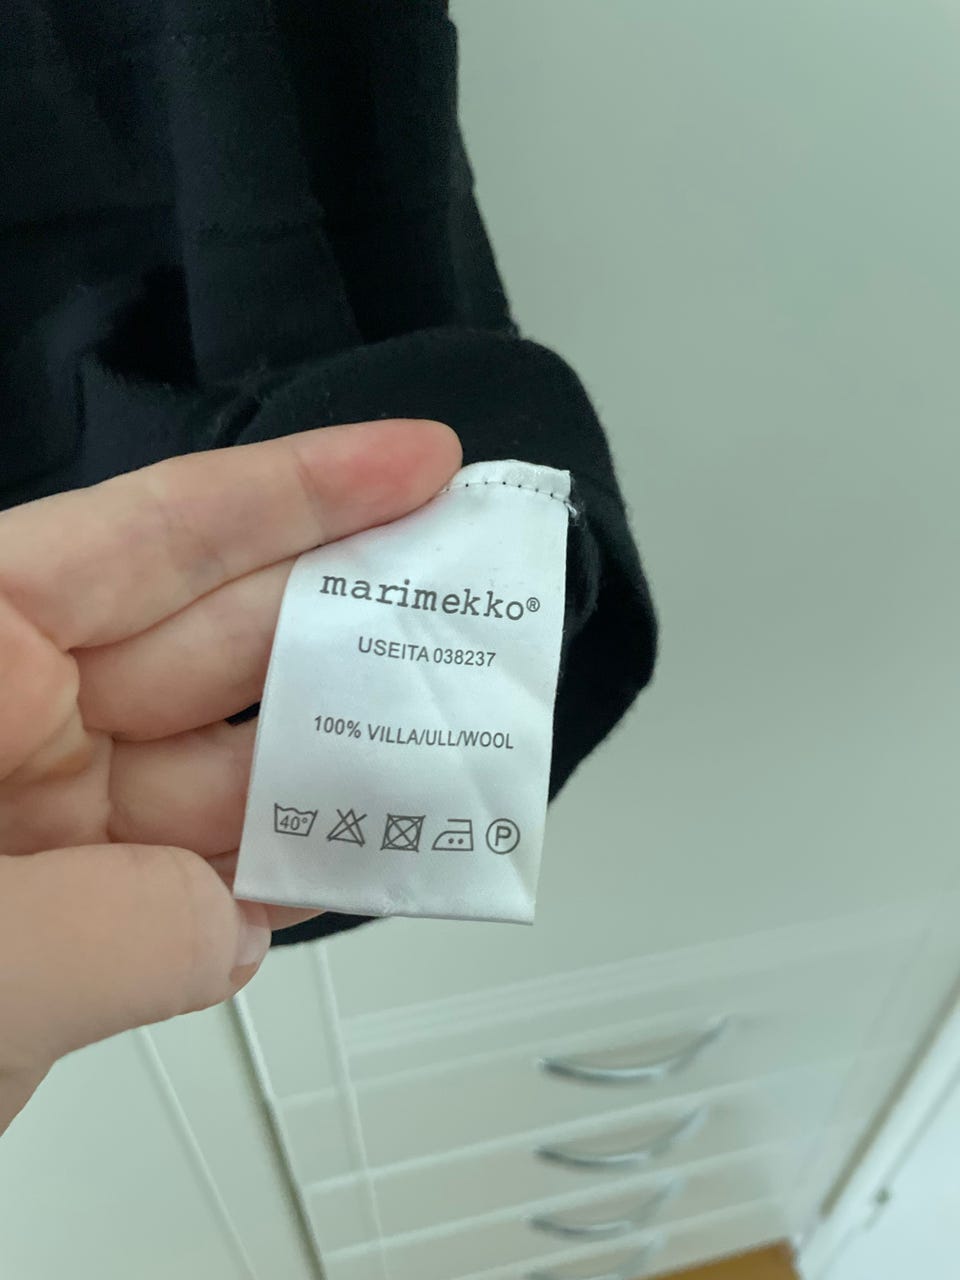 marimekko®
USEITA 038237
100% VILLA/ULL/WOOL
40° P